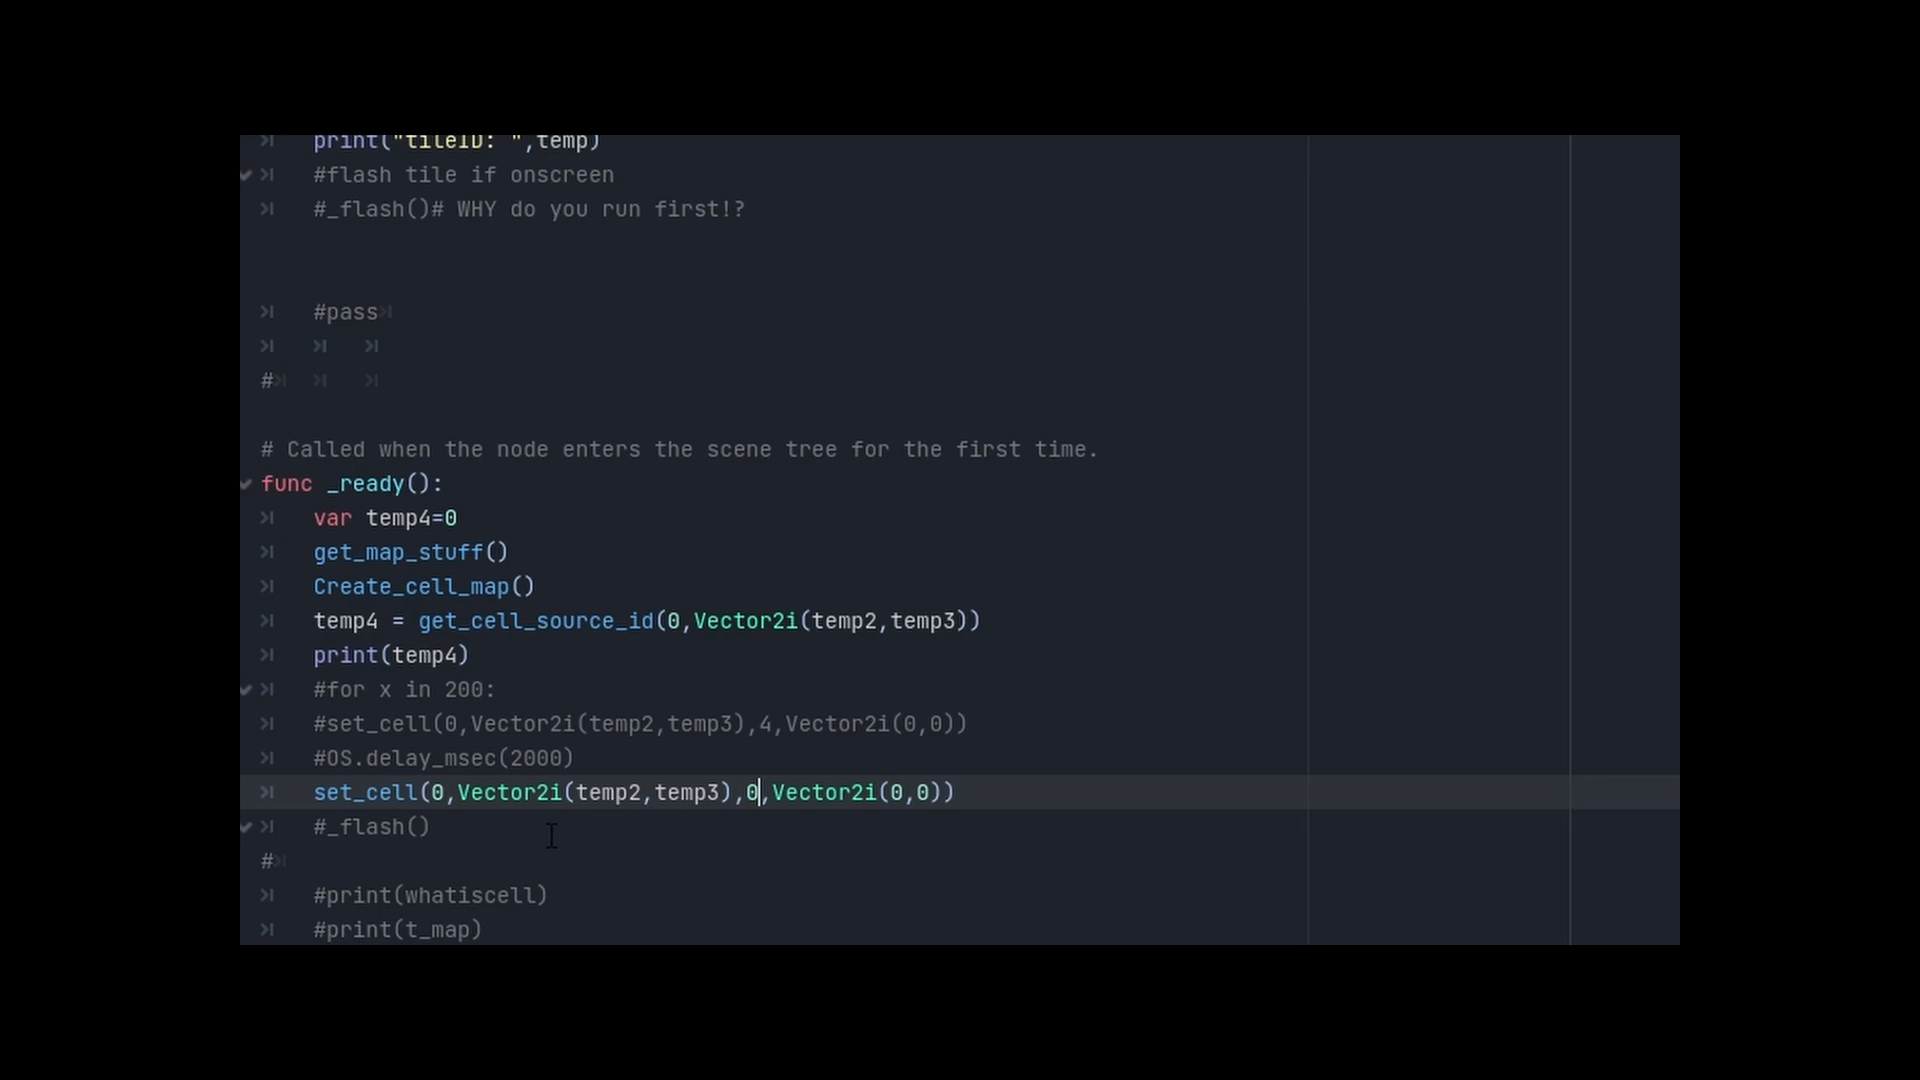 print("tileID: ",temp)
#flash tile if onscreen
#_flash()# WHY do you run first!?
#pass
#
# Called when the node enters the scene tree for the first time.
func _ready():
var temp4=0
get_map_stuff()
Create_cell_map()
temp4 = get_cell_source_id(0,Vector2i(temp2,temp3))
print(temp4)
#for x in 200:
#set_cell(0,Vector2i(temp2,temp3),4,Vector2i(0,0))
#OS.delay_msec(2000)
set_cell(0,Vector2i(temp2,temp3),0,Vector2i(0,0))
#_flash()
#
#print(whatiscell)
#print(t_map)